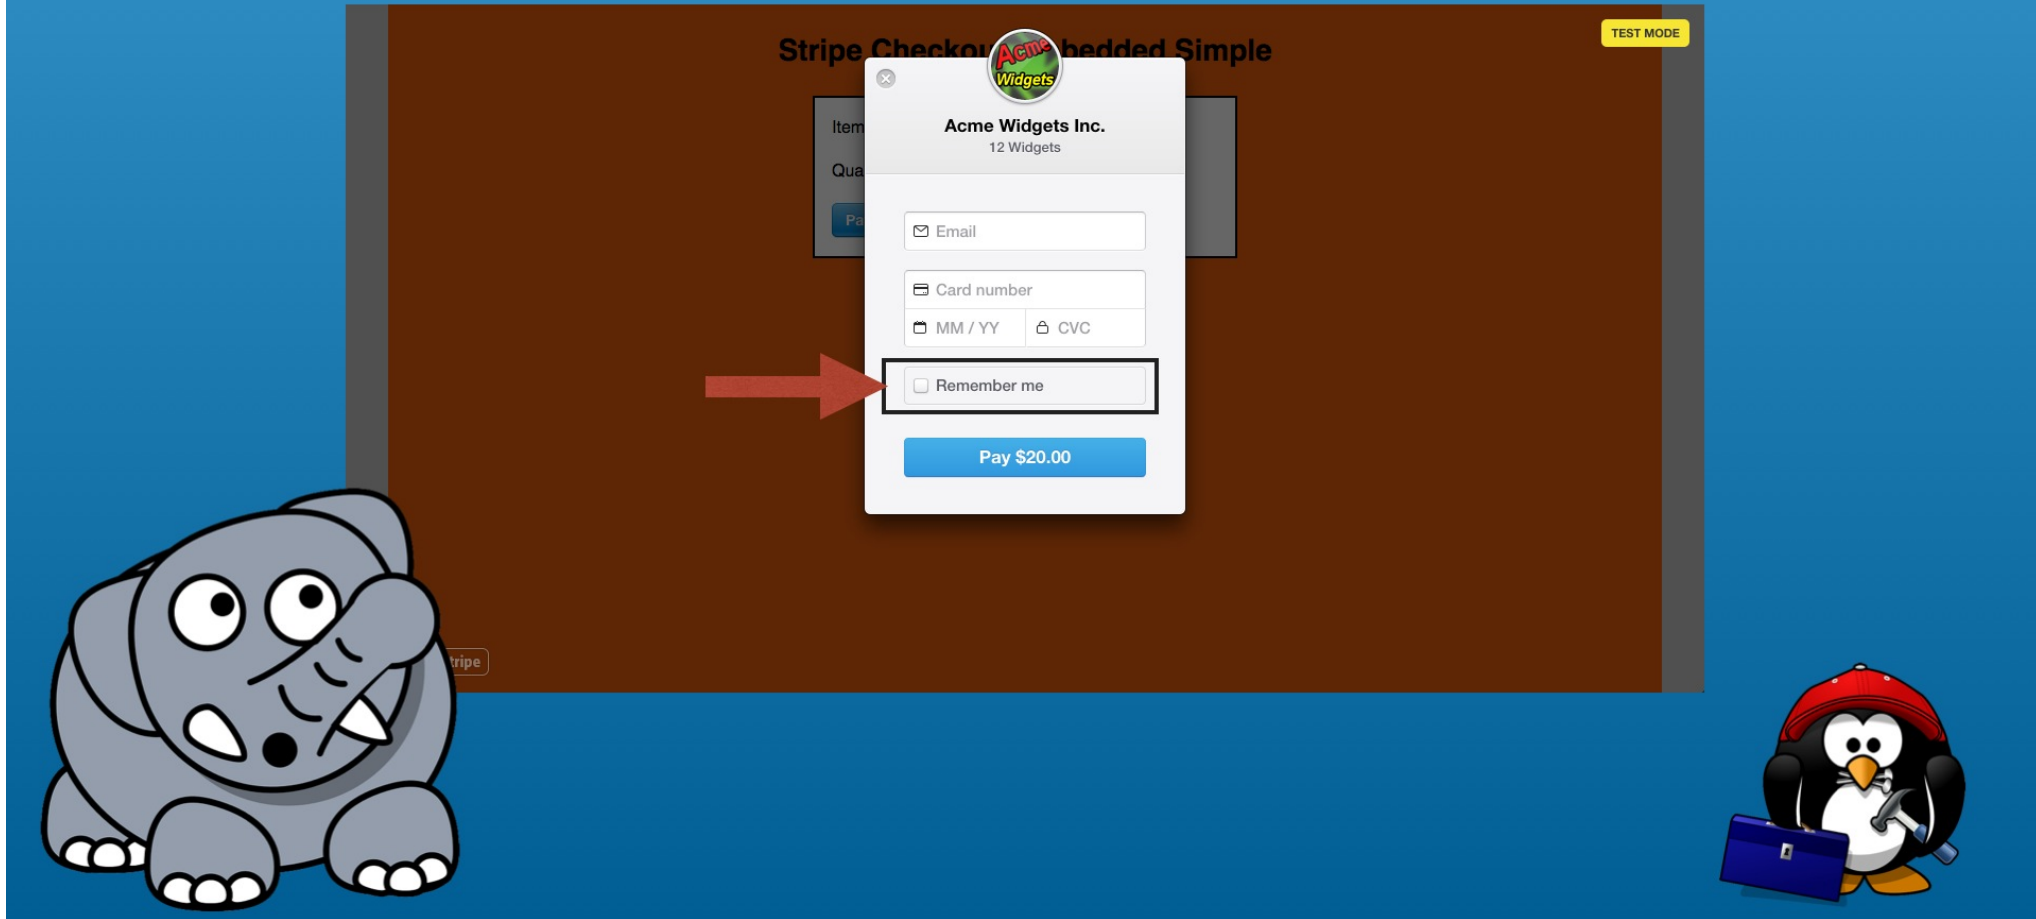 Stripe Checkou bedded Simple
TEST MODE
Acme
Widgets
Acme Widgets Inc.
12 Widgets
Item
Qua
Pa
Email
Card number
MM / YY
CVC
Remember me
Pay $20.00
tripe